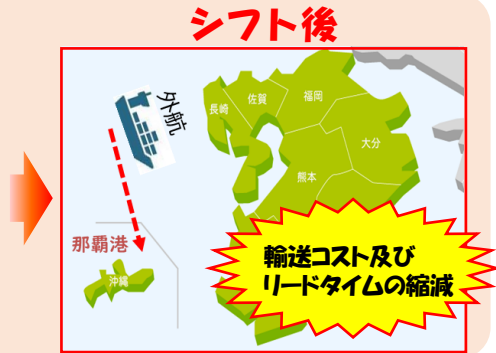 シフト後
外航
長崎
佐賀
福岡
大分
熊本
那覇港
沖縄
輸送コスト及び
リードタイムの縮減